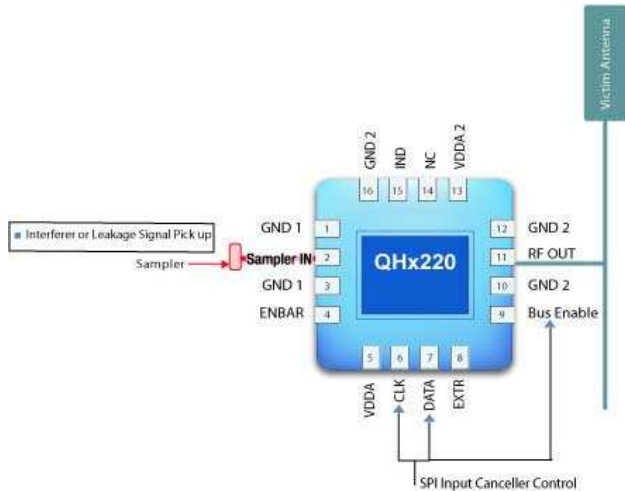 Victim Antenna
GND 2
IND
NC
VDDA 2
16
15
14
13
Interferer or Leakage Signal Pick up
Sampler
GND 1
1
Sampler IN
2
GND 1
3
ENBAR
4
QHx220
12
GND 2
11
RF OUT
10
GND 2
9
Bus Enable
5
6
7
8
VDDA
CLK
DATA
EXTR
SPI Input Canceller Control